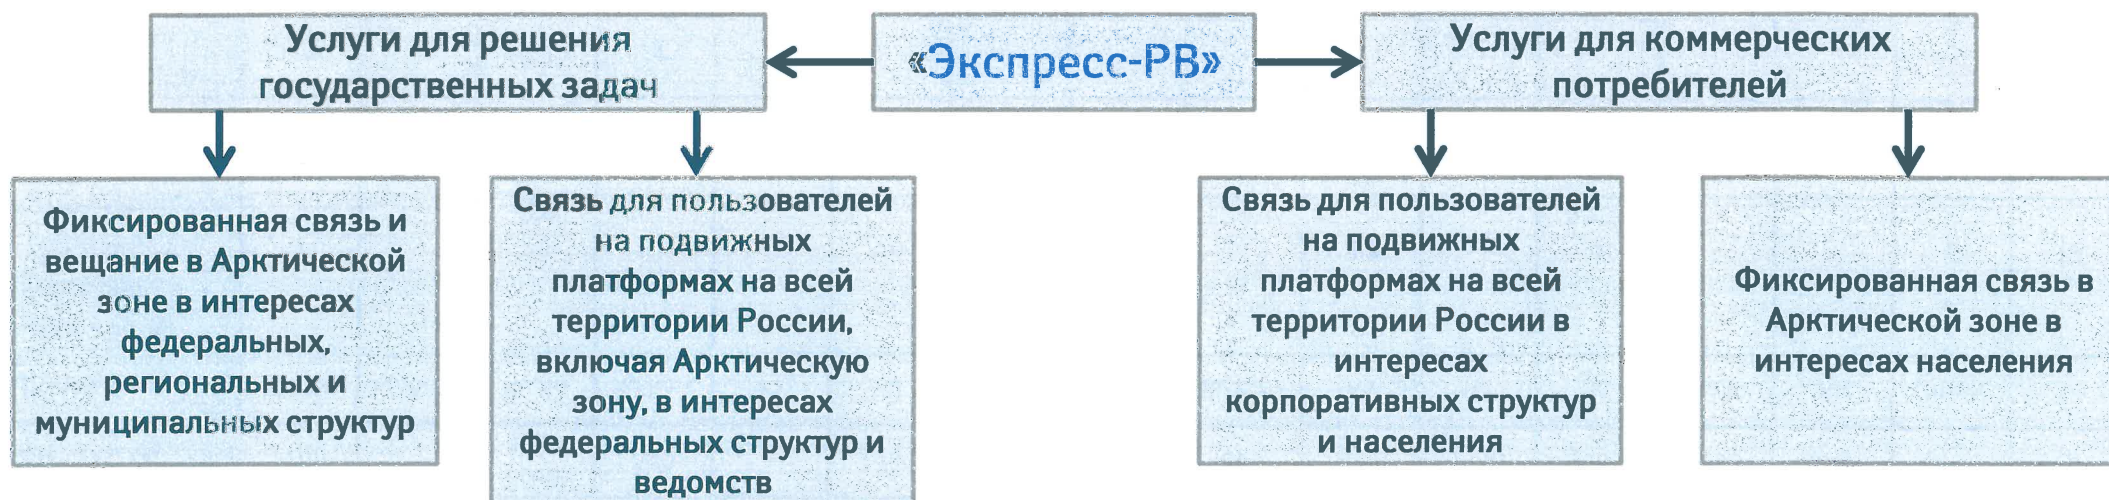 Услуги для решения
государственных задач
«Экспресс-РВ»
Услуги для коммерческих
потребителей
Фиксированная связь и
вещание в Арктической
зоне в интересах
федеральных,
региональных и
муниципальных структур
Связь для пользователей
на подвижных
платформах на всей
территории России,
включая Арктическую
зону, в интересах
федеральных структур и
ведомств
Связь для пользователей
на подвижных
платформах на всей
территории России в
интересах
корпоративных структур
и населения
Фиксированная связь в
Арктической зоне в
интересах населения